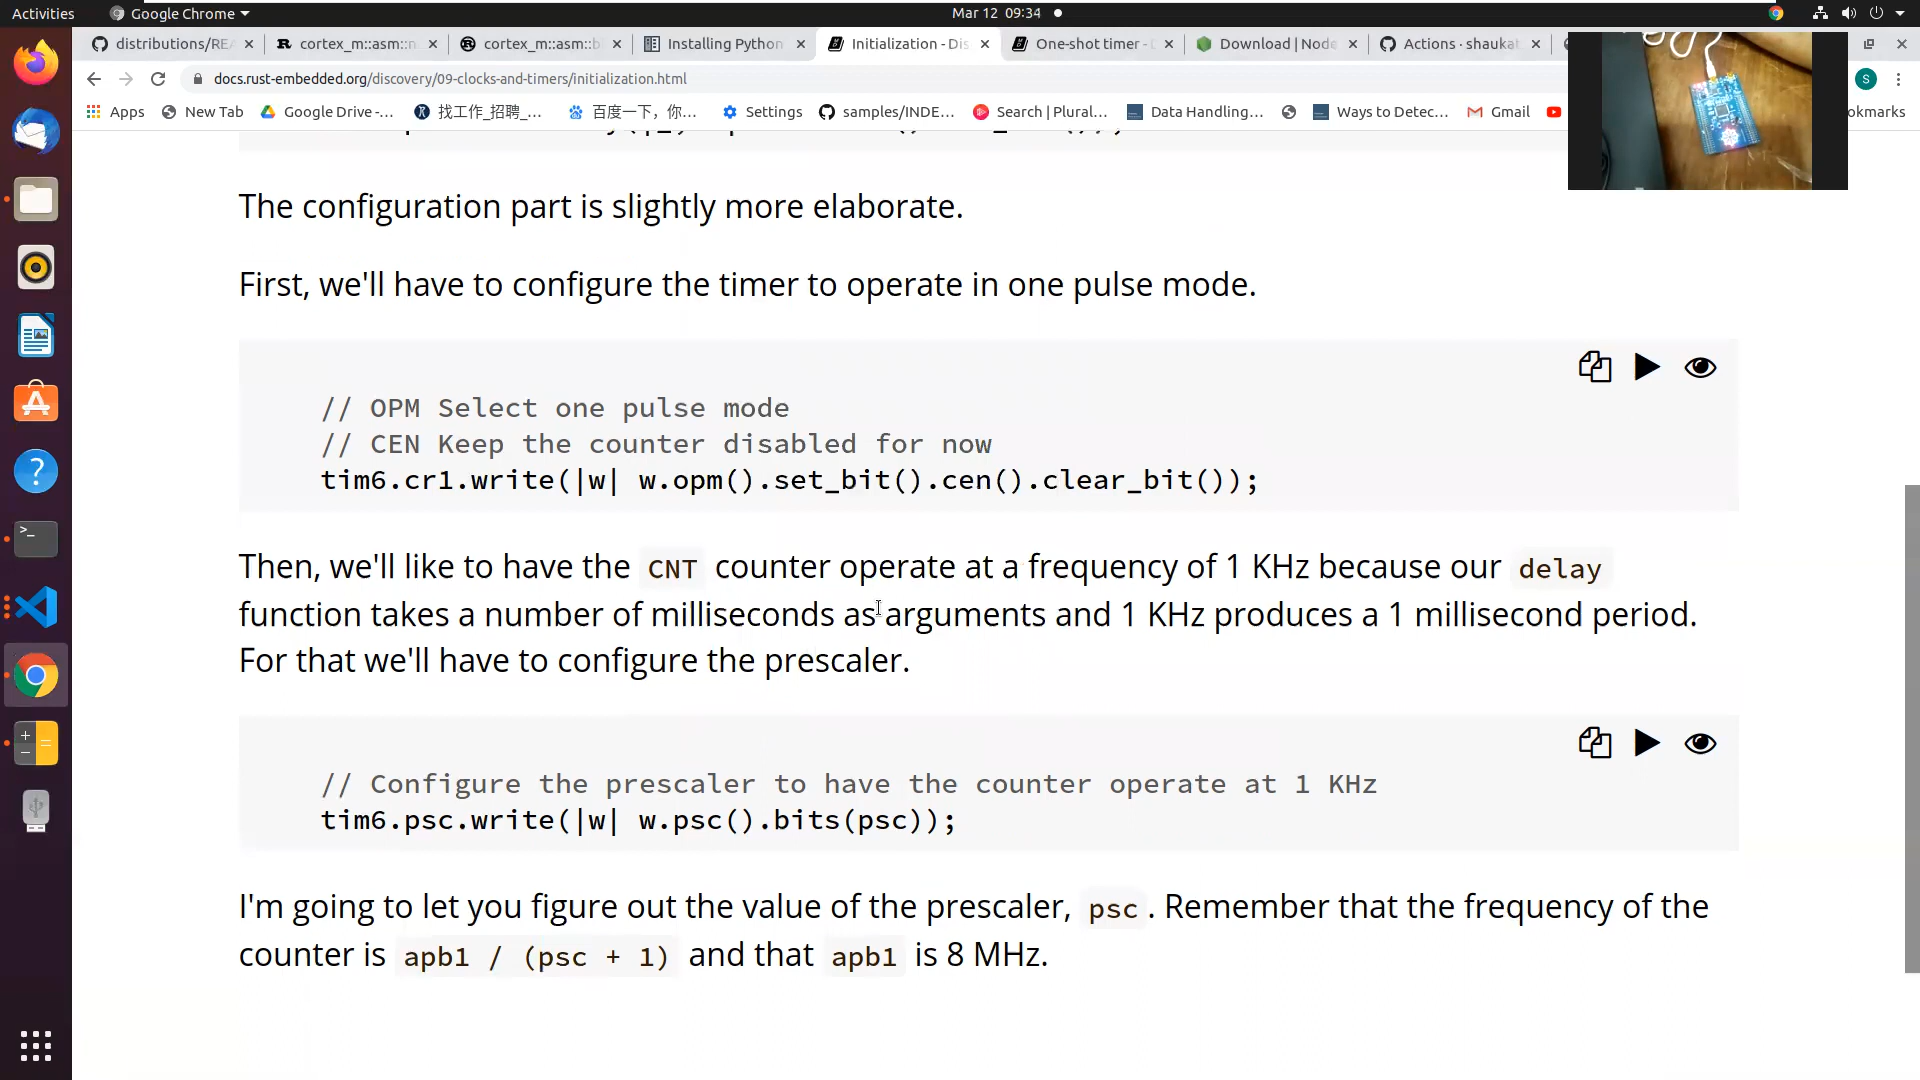 Activities
Google Chrome
Mar 12 09:34
distributions/REA
cortex_m::asm::n
cortex_m::asm::b
Installing Python
Initialization - Dis
One-shot timer - D
Download | Node
Actions · shaukat
docs.rust-embedded.org/discovery/09-clocks-and-timers/initialization.html
S
Apps
New Tab
Google Drive -...
找工作_招聘_...
百度一下，你...
Settings
samples/INDE...
Search | Plural...
Data Handling...
Ways to Detec...
Gmail
okmarks
The configuration part is slightly more elaborate.
First, we'll have to configure the timer to operate in one pulse mode.
// OPM Select one pulse mode
// CEN Keep the counter disabled for now
tim6.cr1.write(|w| w.opm().set_bit().cen().clear_bit());
Then, we'll like to have the CNT counter operate at a frequency of 1 KHz because our delay
function takes a number of milliseconds as arguments and 1 KHz produces a 1 millisecond period.
For that we'll have to configure the prescaler.
// Configure the prescaler to have the counter operate at 1 KHz
tim6.psc.write(|w| w.psc().bits(psc));
I'm going to let you figure out the value of the prescaler, psc . Remember that the frequency of the
counter is apb1 / (psc + 1) and that apb1 is 8 MHz.